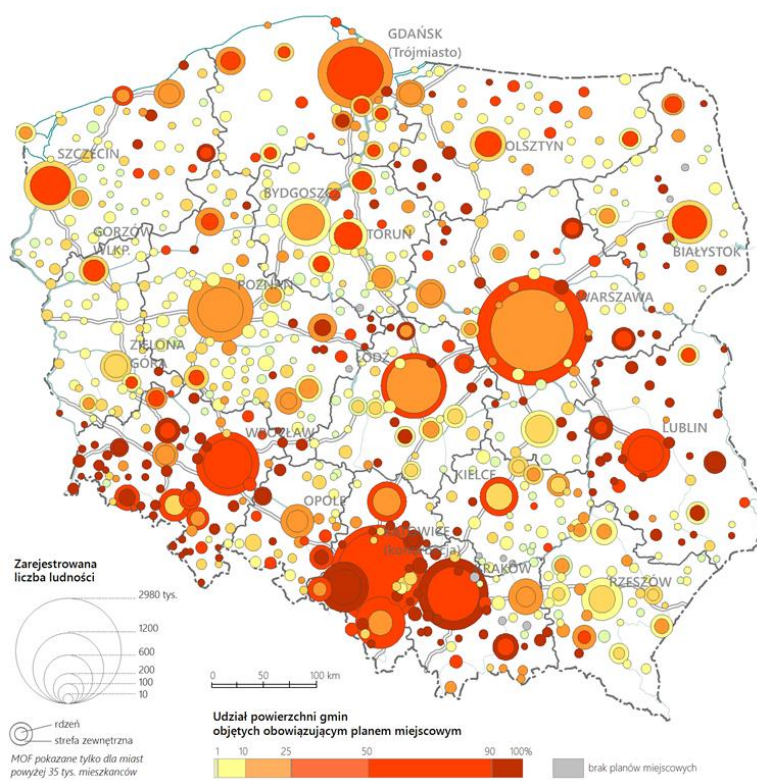 GDAŃSK
(Trójmiasto)
OLSZTYN
SZCZECIN
BYDGOSZCZ
TORUŃ
GORZÓW
WLKP.
BIAŁYSTOK
POZNAŃ
WARSZAWA
ZIELONA
GÓRA
ŁÓDŹ
WROCŁAW
LUBLIN
KIELCE
OPOLE
KATOWICE
(konurbacja)
KRAKÓW
RZESZÓW
Zarejestrowana
liczba ludności
2980 tys.
1200
600
200
100
10
rdzeń
strefa zewnętrzna
MOF pokazane tylko dla miast
powyżej 35 tys. mieszkańców
0 50 100 km
Udział powierzchni gmin
objętych obowiązującym planem miejscowym
1 10 25 50 90 100%
brak planów miejscowych